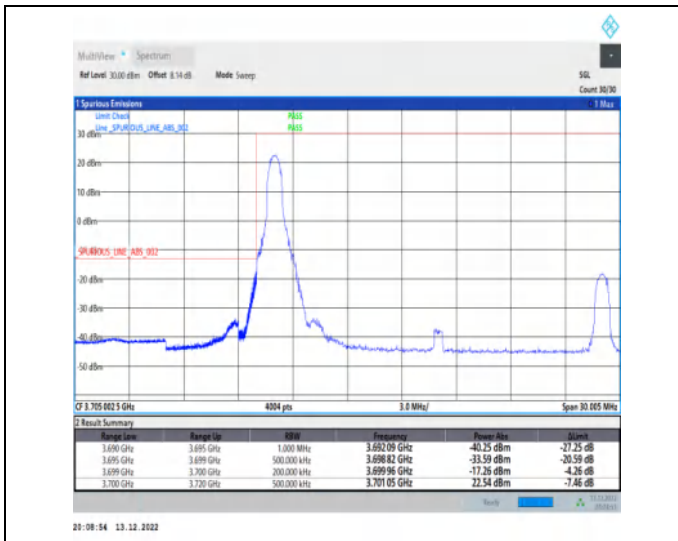 MultiView Spectrum
Ref Level 30.00 dBm Offset 8.14 dB Mode Sweep SGL
Count 30/30
1 Spurious Emissions 1 Max
Limit Check PASS
Line _SPURIOUS_LINE_ABS_002 PASS
30 dBm
20 dBm
10 dBm
0 dBm
_SPURIOUS_LINE_ABS_002
-20 dBm
-30 dBm
-40 dBm
-50 dBm
CF 3.705 002 5 GHz 4004 pts 3.0 MHz/ Span 30.005 MHz
2 Result Summary
Range Low Range Up RBW Frequency Power Abs ΔLimit
3.690 GHz 3.695 GHz 1.000 MHz 3.692 09 GHz -40.25 dBm -27.25 dB
3.695 GHz 3.699 GHz 500.000 kHz 3.698 82 GHz -33.59 dBm -20.59 dB
3.699 GHz 3.700 GHz 200.000 kHz 3.699 96 GHz -17.26 dBm -4.26 dB
3.700 GHz 3.720 GHz 500.000 kHz 3.701 05 GHz 22.54 dBm -7.46 dB
Ready 13.12.2022
20:08:54 13.12.2022